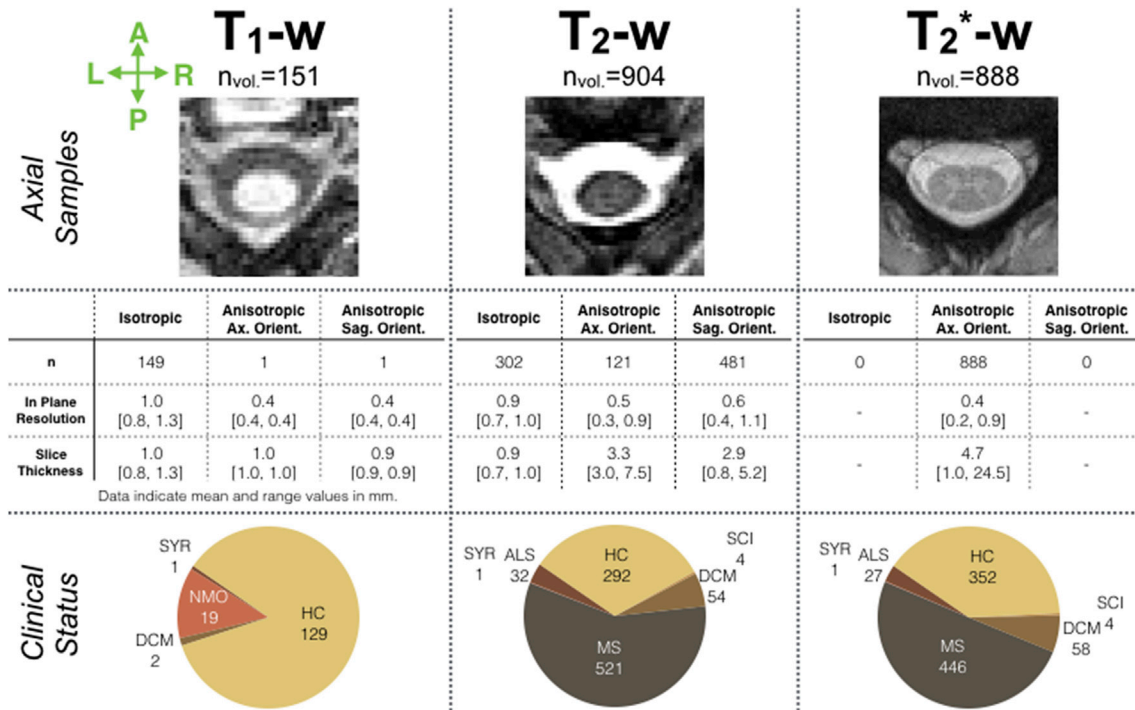 T1-w
T2-w
T2*-w
nvol.=151
nvol.=904
nvol.=888
A
L R
P
Axial
Samples
Isotropic Anisotropic Ax. Orient. Anisotropic Sag. Orient. Isotropic Anisotropic Ax. Orient. Anisotropic Sag. Orient. Isotropic Anisotropic Ax. Orient. Anisotropic Sag. Orient.
n 149 1 1 302 121 481 0 888 0
In Plane Resolution 1.0 0.4 0.4 0.9 0.5 0.6 - 0.4 -
[0.8, 1.3] [0.4, 0.4] [0.4, 0.4] [0.7, 1.0] [0.3, 0.9] [0.4, 1.1] [0.2, 0.9]
Slice Thickness 1.0 1.0 0.9 0.9 3.3 2.9 - 4.7 -
[0.8, 1.3] [1.0, 1.0] [0.9, 0.9] [0.7, 1.0] [3.0, 7.5] [0.8, 5.2] [1.0, 24.5]
Data indicate mean and range values in mm.
Clinical
Status
SYR
1
NMO
19
DCM
2
HC
129
SYR
1
ALS
32
HC
292
SCI
4
DCM
54
MS
521
SYR
1
ALS
27
HC
352
SCI
4
DCM
58
MS
446